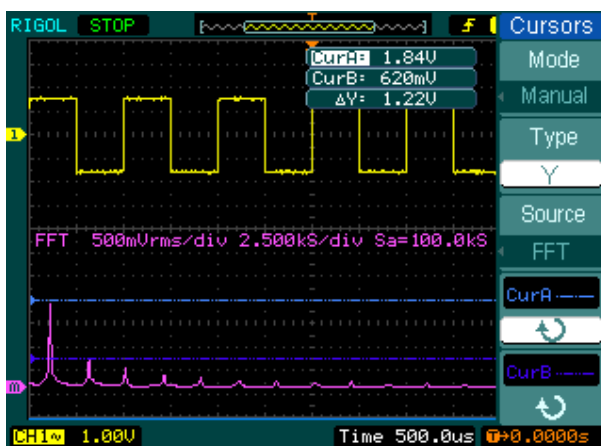 RIGOL STOP
Cursors
CurA= 1.84V
CurB= 620mV
ΔY= 1.22V
Mode
Manual
Type
Y
Source
FFT
1
FFT 500mVrms/div 2.500kS/div Sa=100.0kS
CurA
CurB
m
CH1~ 1.00V
Time 500.0us T→0.0000s